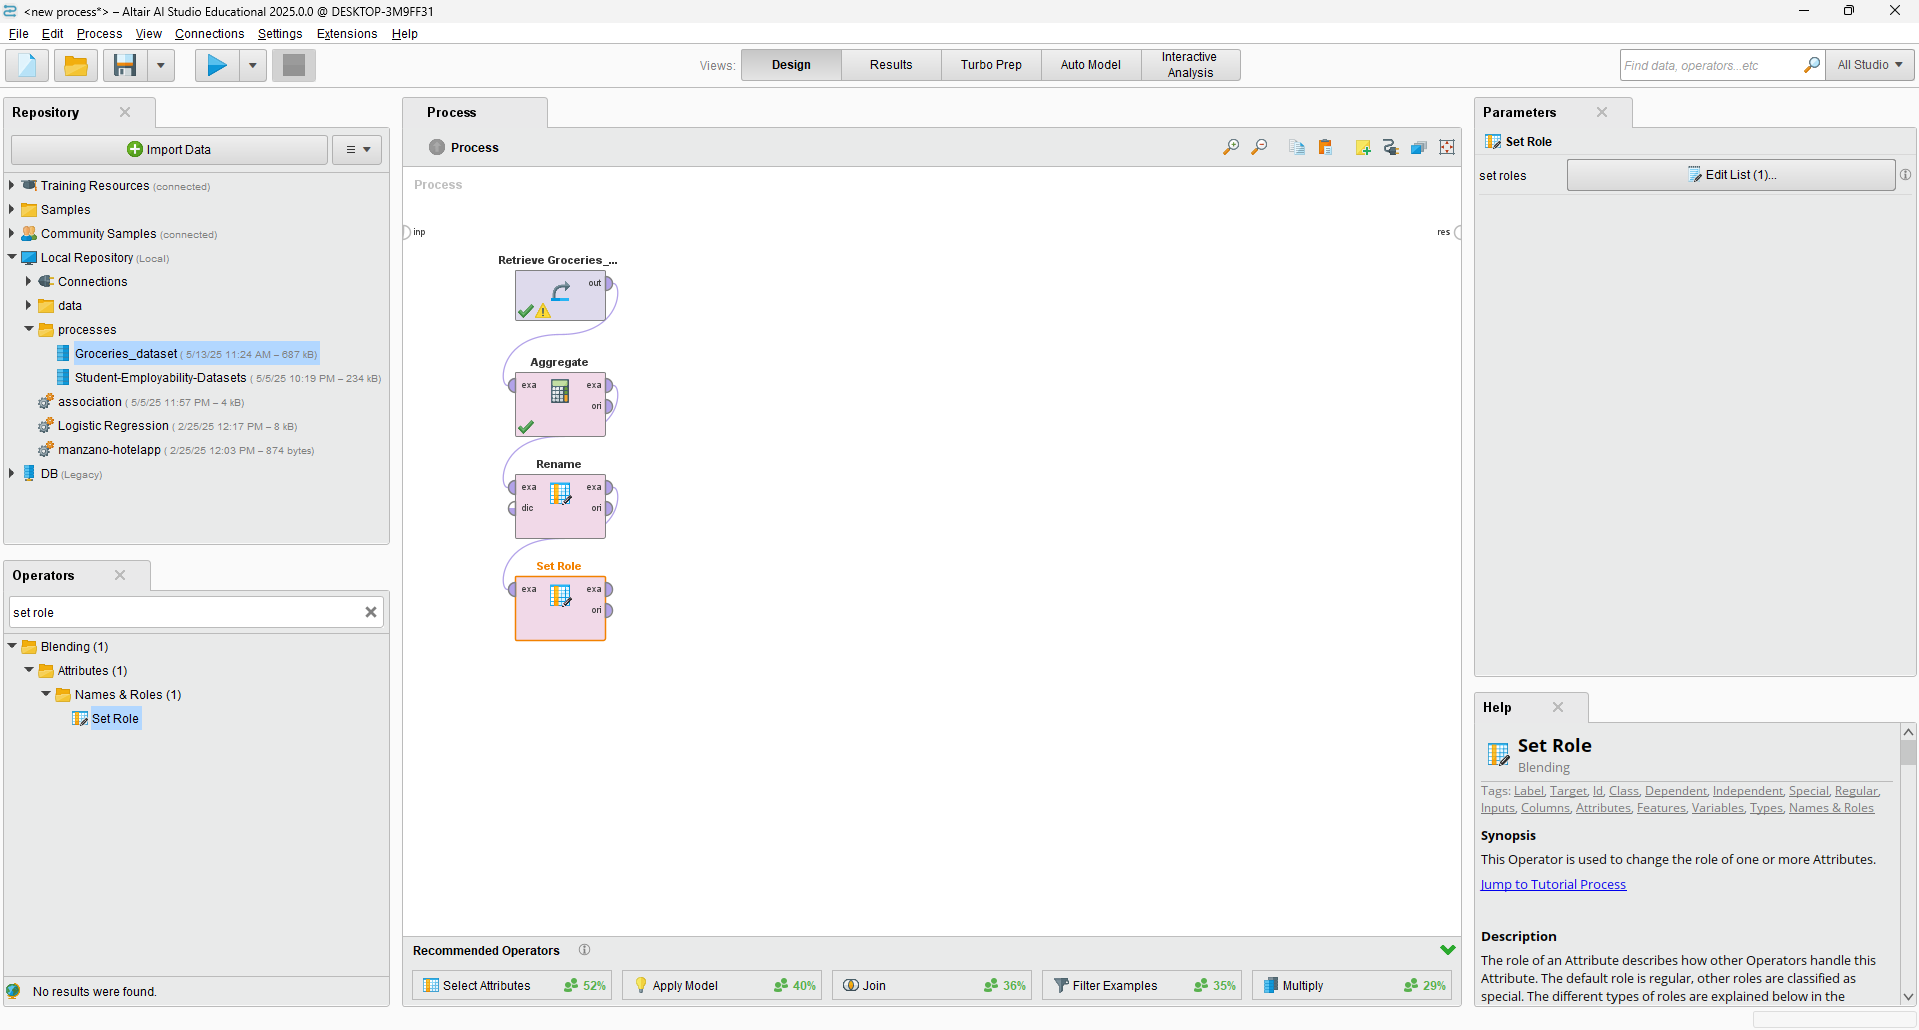 <new process*> – Altair AI Studio Educational 2025.0.0 @ DESKTOP-3M9FF31
File Edit Process View Connections Settings Extensions Help
Views: Design Results Turbo Prep Auto Model Interactive Analysis
Find data, operators...etc All Studio
Repository
Import Data
Training Resources (connected)
Samples
Community Samples (connected)
Local Repository (Local)
Connections
data
processes
Groceries_dataset ( 5/13/25 11:24 AM – 687 kB)
Student-Employability-Datasets ( 5/5/25 10:19 PM – 234 kB)
association ( 5/5/25 11:57 PM – 4 kB)
Logistic Regression ( 2/25/25 12:17 PM – 8 kB)
manzano-hotelapp ( 2/25/25 12:03 PM – 874 bytes)
DB (Legacy)
Operators
set role
Blending (1)
Attributes (1)
Names & Roles (1)
Set Role
No results were found.
Process
Process
Process
inp
res
Retrieve Groceries_...
out
Aggregate
exa exa
ori
Rename
exa exa
dic ori
Set Role
exa exa
ori
Recommended Operators
Select Attributes 52%
Apply Model 40%
Join 36%
Filter Examples 35%
Multiply 29%
Parameters
Set Role
set roles Edit List (1)...
Help
Set Role
Blending
Tags: Label, Target, Id, Class, Dependent, Independent, Special, Regular,
Inputs, Columns, Attributes, Features, Variables, Types, Names & Roles
Synopsis
This Operator is used to change the role of one or more Attributes.
Jump to Tutorial Process
Description
The role of an Attribute describes how other Operators handle this
Attribute. The default role is regular, other roles are classified as
special. The different types of roles are explained below in the